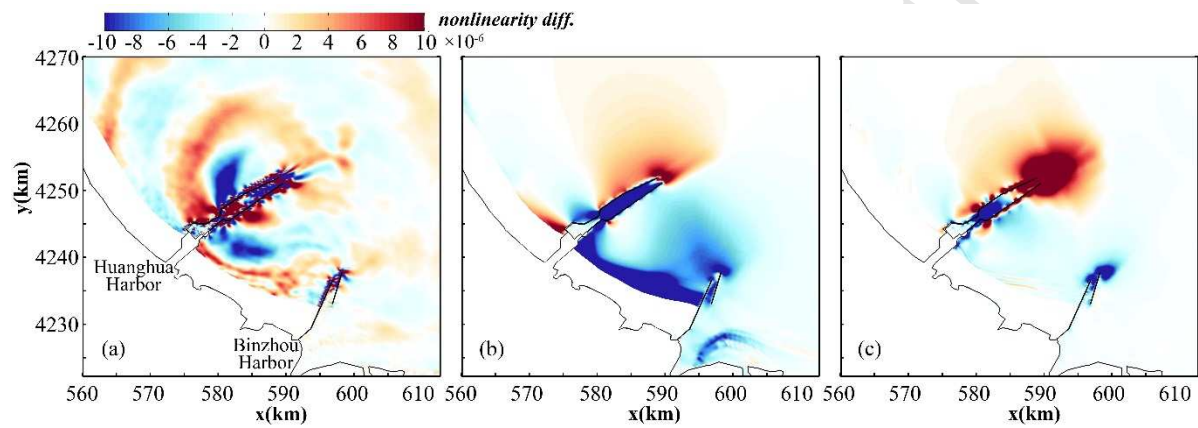 nonlinearity diff.
-10 -8 -6 -4 -2 0 2 4 6 8 10 ×10⁻⁶
4270
4260
4250
4240
4230
y(km)
Huanghua
Harbor
Binzhou
Harbor
(a)
(b)
(c)
560 570 580 590 600 610
560 570 580 590 600 610
560 570 580 590 600 610
x(km)
x(km)
x(km)